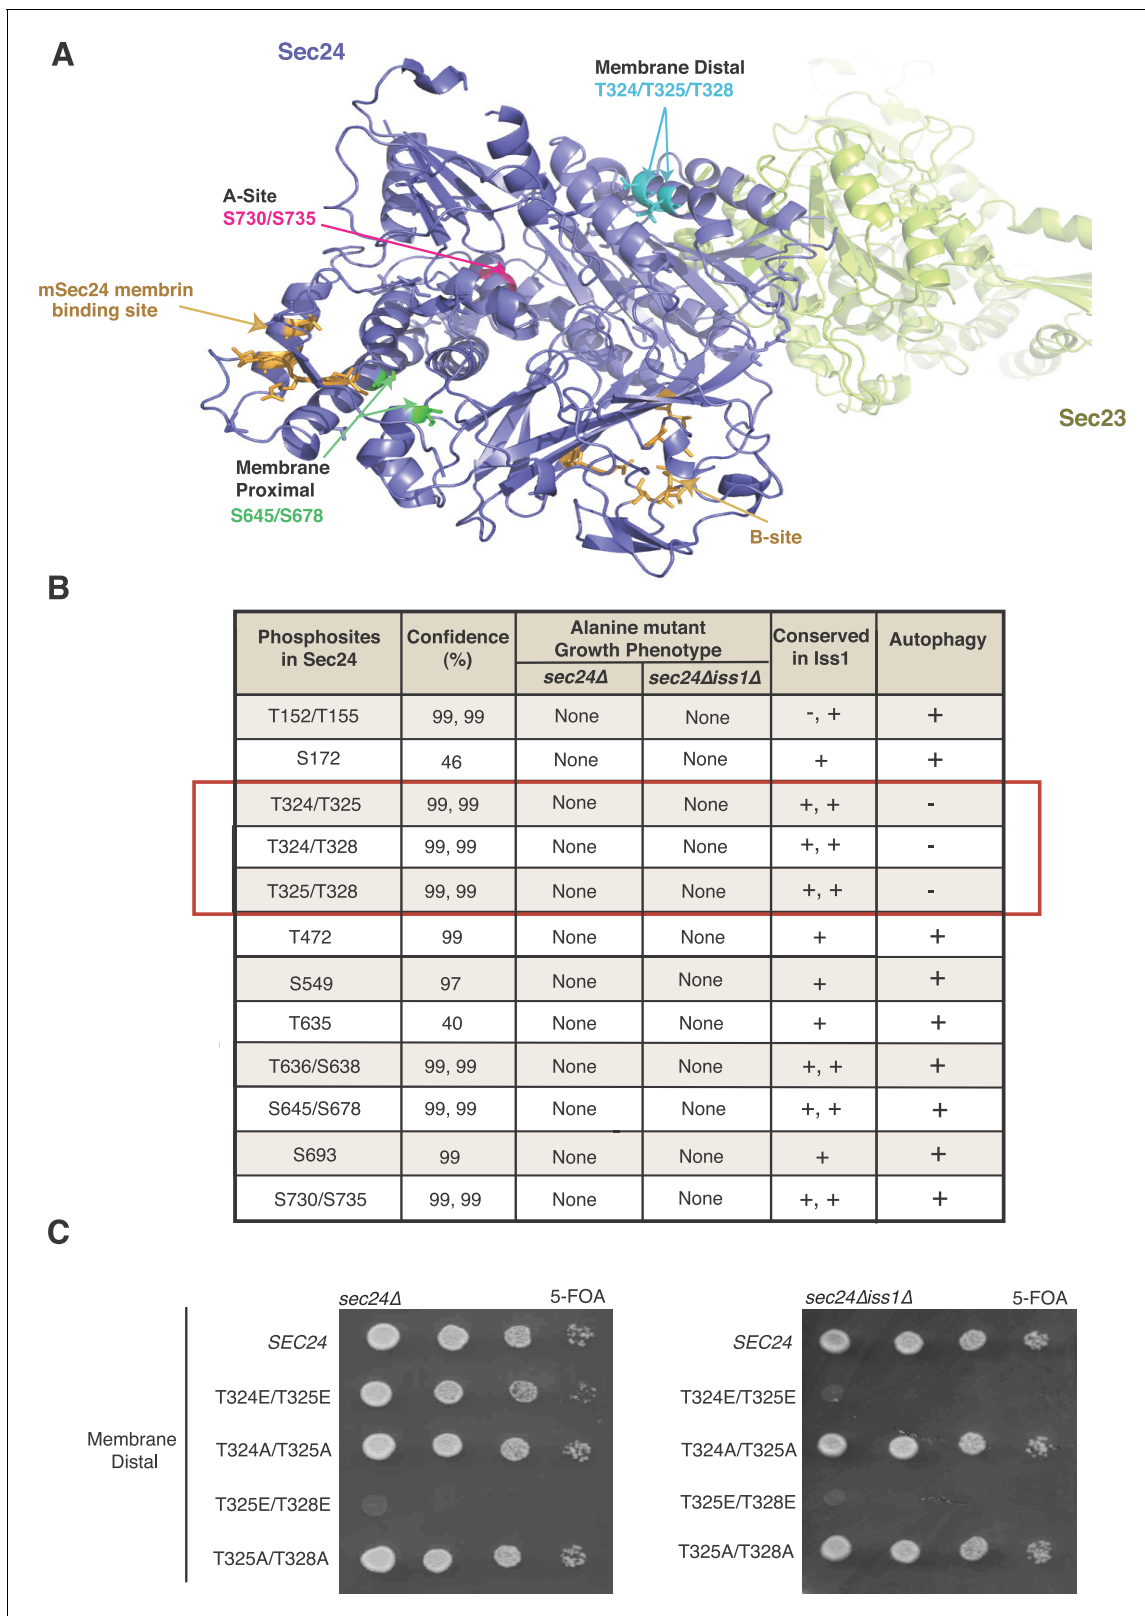 A
Sec24
Membrane Distal
T324/T325/T328
A-Site
S730/S735
mSec24 membrin
binding site
Sec23
Membrane
Proximal
S645/S678
B-site
B
Phosphosites
in Sec24
Confidence
(%)
Alanine mutant
Growth Phenotype
sec24Δ
sec24Δiss1Δ
Conserved
in Iss1
Autophagy
T152/T155 99, 99 None None -, + +
S172 46 None None + +
T324/T325 99, 99 None None +, + -
T324/T328 99, 99 None None +, + -
T325/T328 99, 99 None None +, + -
T472 99 None None + +
S549 97 None None + +
T635 40 None None + +
T636/S638 99, 99 None None +, + +
S645/S678 99, 99 None None +, + +
S693 99 None None + +
S730/S735 99, 99 None None +, + +
C
sec24Δ 5-FOA
SEC24
T324E/T325E
T324A/T325A
T325E/T328E
T325A/T328A
Membrane
Distal
sec24Δiss1Δ 5-FOA
SEC24
T324E/T325E
T324A/T325A
T325E/T328E
T325A/T328A